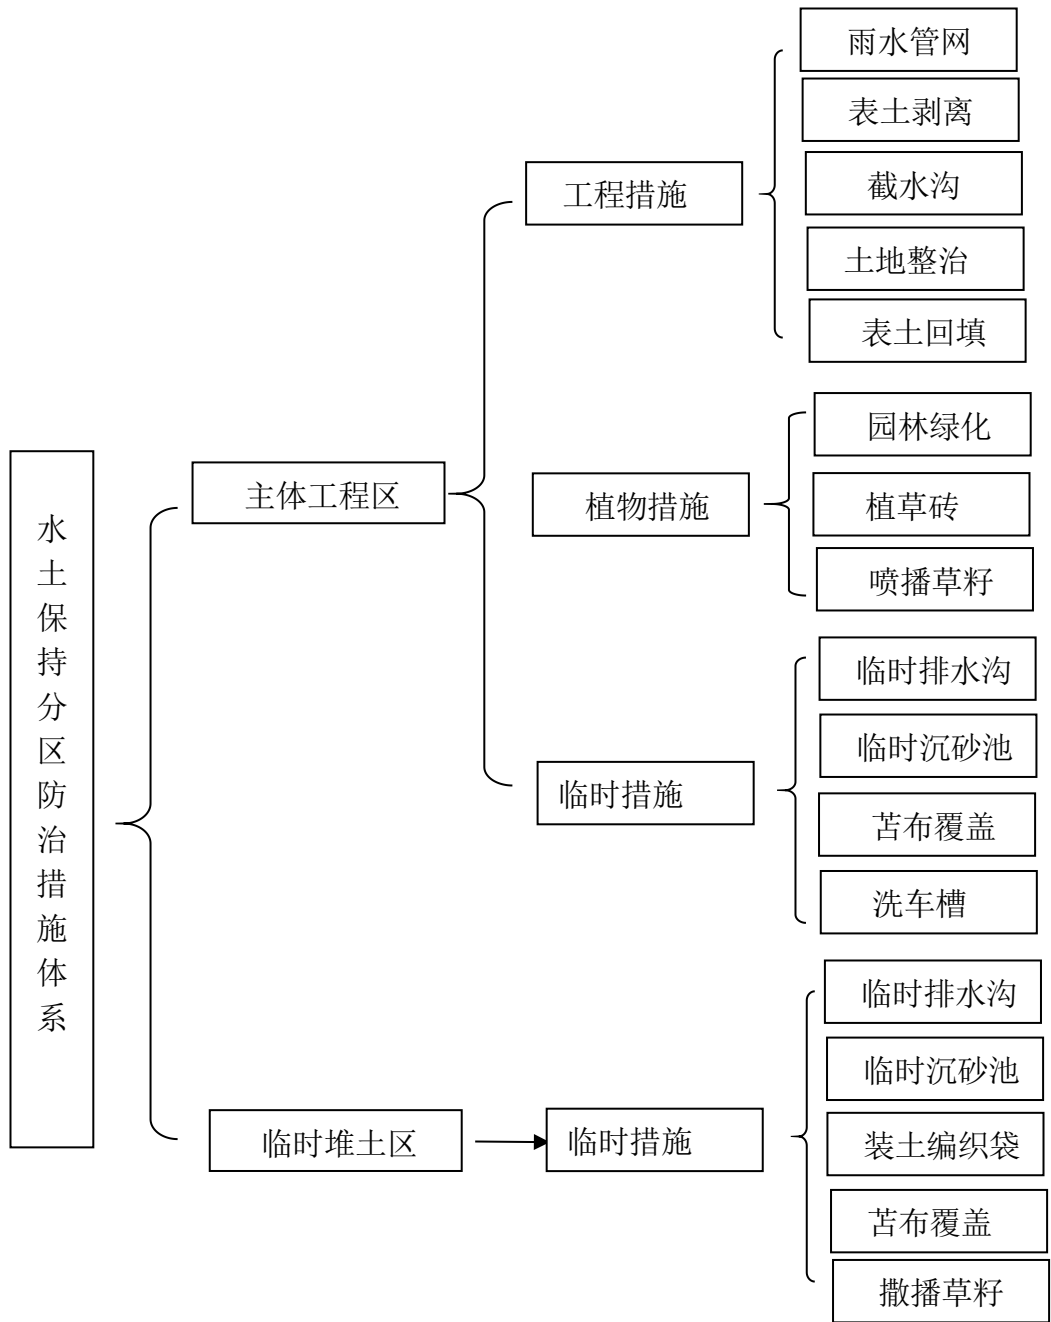 水土保持分区防治措施体系
主体工程区
工程措施
雨水管网
表土剥离
截水沟
土地整治
表土回填
植物措施
园林绿化
植草砖
喷播草籽
临时措施
临时排水沟
临时沉砂池
苫布覆盖
洗车槽
临时堆土区
临时措施
临时排水沟
临时沉砂池
装土编织袋
苫布覆盖
撒播草籽